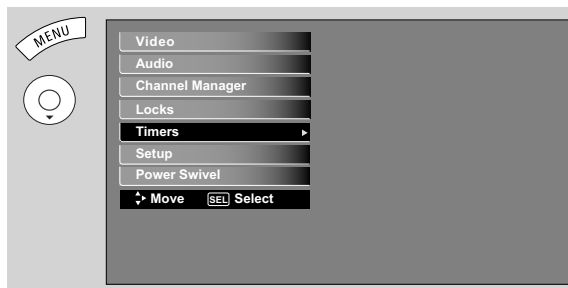 MENU
Video
Audio
Channel Manager
Locks
Timers
Setup
Power Swivel
Move SEL Select